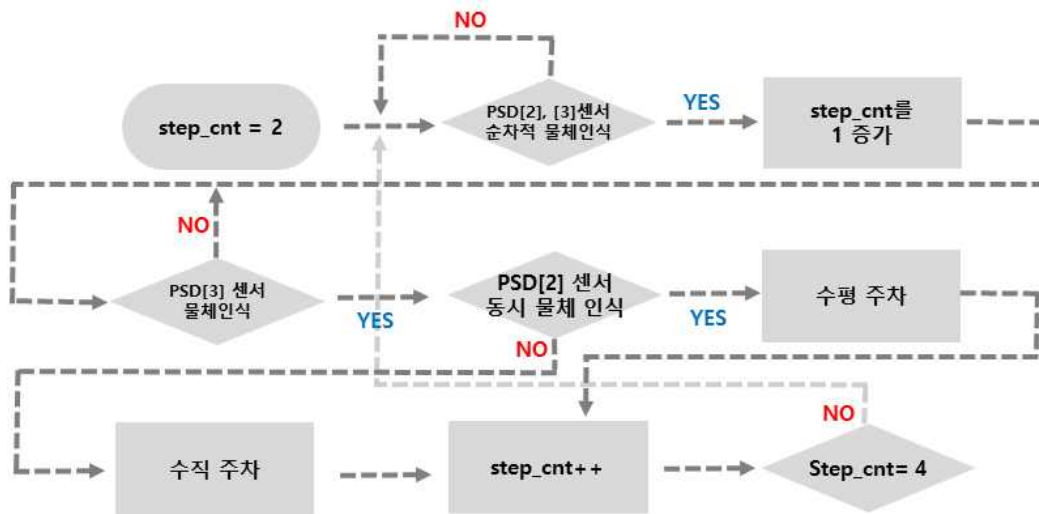 NO
step_cnt = 2
PSD[2], [3]센서
순차적 물체인식
YES
step_cnt를
1 증가
NO
PSD[3] 센서
물체인식
YES
PSD[2] 센서
동시 물체 인식
YES
수평 주차
NO
수직 주차
step_cnt++
NO
Step_cnt= 4